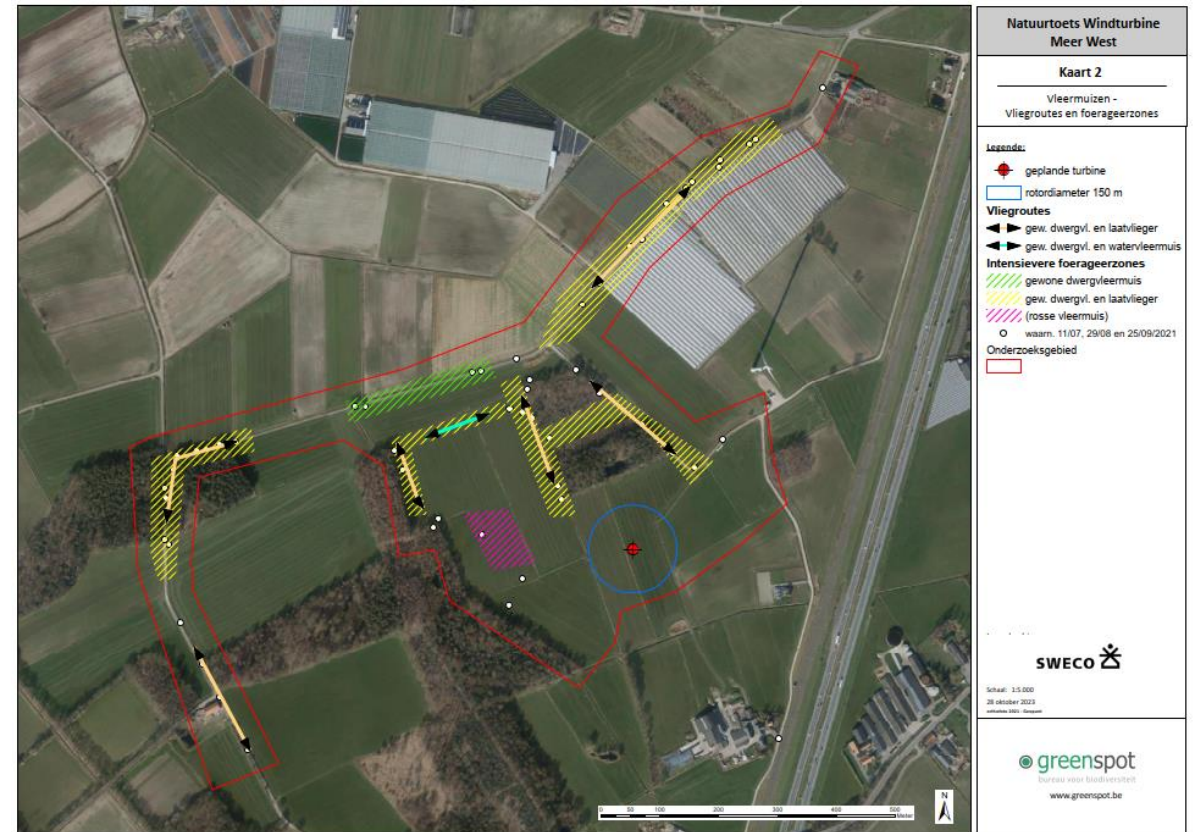 Natuurtoets Windturbine
Meer West
Kaart 2
Vleermuizen -
Vliegroutes en foerageerzones
Legende:
geplande turbine
rotordiameter 150 m
Vliegroutes
gew. dwergvl. en laatvlieger
gew. dwergvl. en watervleermuis
Intensievere foerageerzones
gewone dwergvleermuis
gew. dwergvl. en laatvlieger
(rosse vleermuis)
waarn. 11/07, 29/08 en 25/09/2021
Onderzoeksgebied
SWECO
Schaal: 1:5.000
28 oktober 2023
greenspot
bureau voor biodiversiteit
www.greenspot.be
N
0 50 100 200 300 400 500
Meter